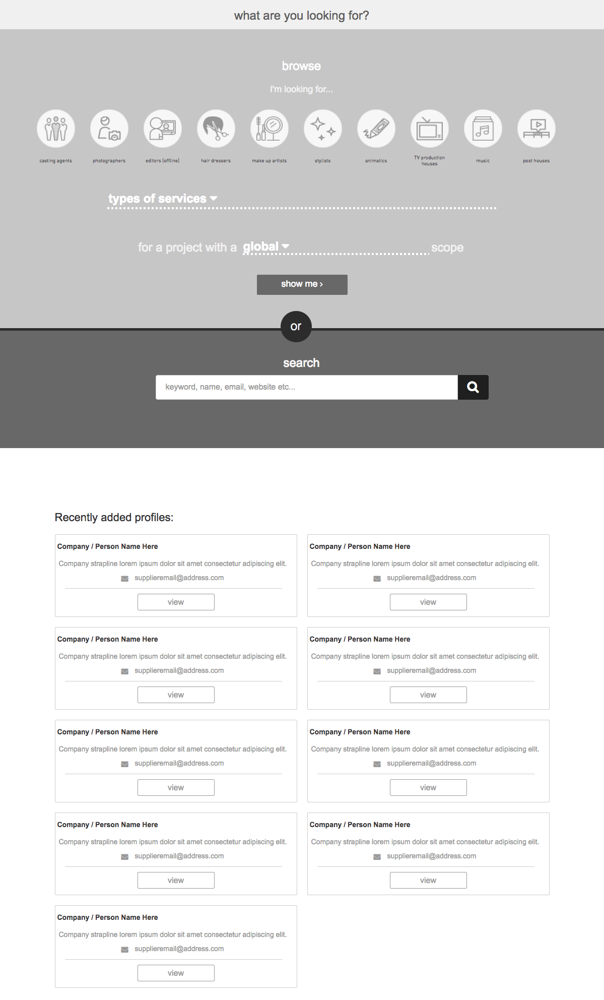 what are you looking for?
browse
I'm looking for...
casting agents
photographers
editors (offline)
hair dressers
make up artists
stylists
animatics
TV production
houses
music
post houses
types of services
for a project with a global scope
show me ›
or
search
keyword, name, email, website etc...
Recently added profiles:
Company / Person Name Here
Company strapline lorem ipsum dolor sit amet consectetur adipiscing elit.
supplieremail@address.com
view
Company / Person Name Here
Company strapline lorem ipsum dolor sit amet consectetur adipiscing elit.
supplieremail@address.com
view
Company / Person Name Here
Company strapline lorem ipsum dolor sit amet consectetur adipiscing elit.
supplieremail@address.com
view
Company / Person Name Here
Company strapline lorem ipsum dolor sit amet consectetur adipiscing elit.
supplieremail@address.com
view
Company / Person Name Here
Company strapline lorem ipsum dolor sit amet consectetur adipiscing elit.
supplieremail@address.com
view
Company / Person Name Here
Company strapline lorem ipsum dolor sit amet consectetur adipiscing elit.
supplieremail@address.com
view
Company / Person Name Here
Company strapline lorem ipsum dolor sit amet consectetur adipiscing elit.
supplieremail@address.com
view
Company / Person Name Here
Company strapline lorem ipsum dolor sit amet consectetur adipiscing elit.
supplieremail@address.com
view
Company / Person Name Here
Company strapline lorem ipsum dolor sit amet consectetur adipiscing elit.
supplieremail@address.com
view